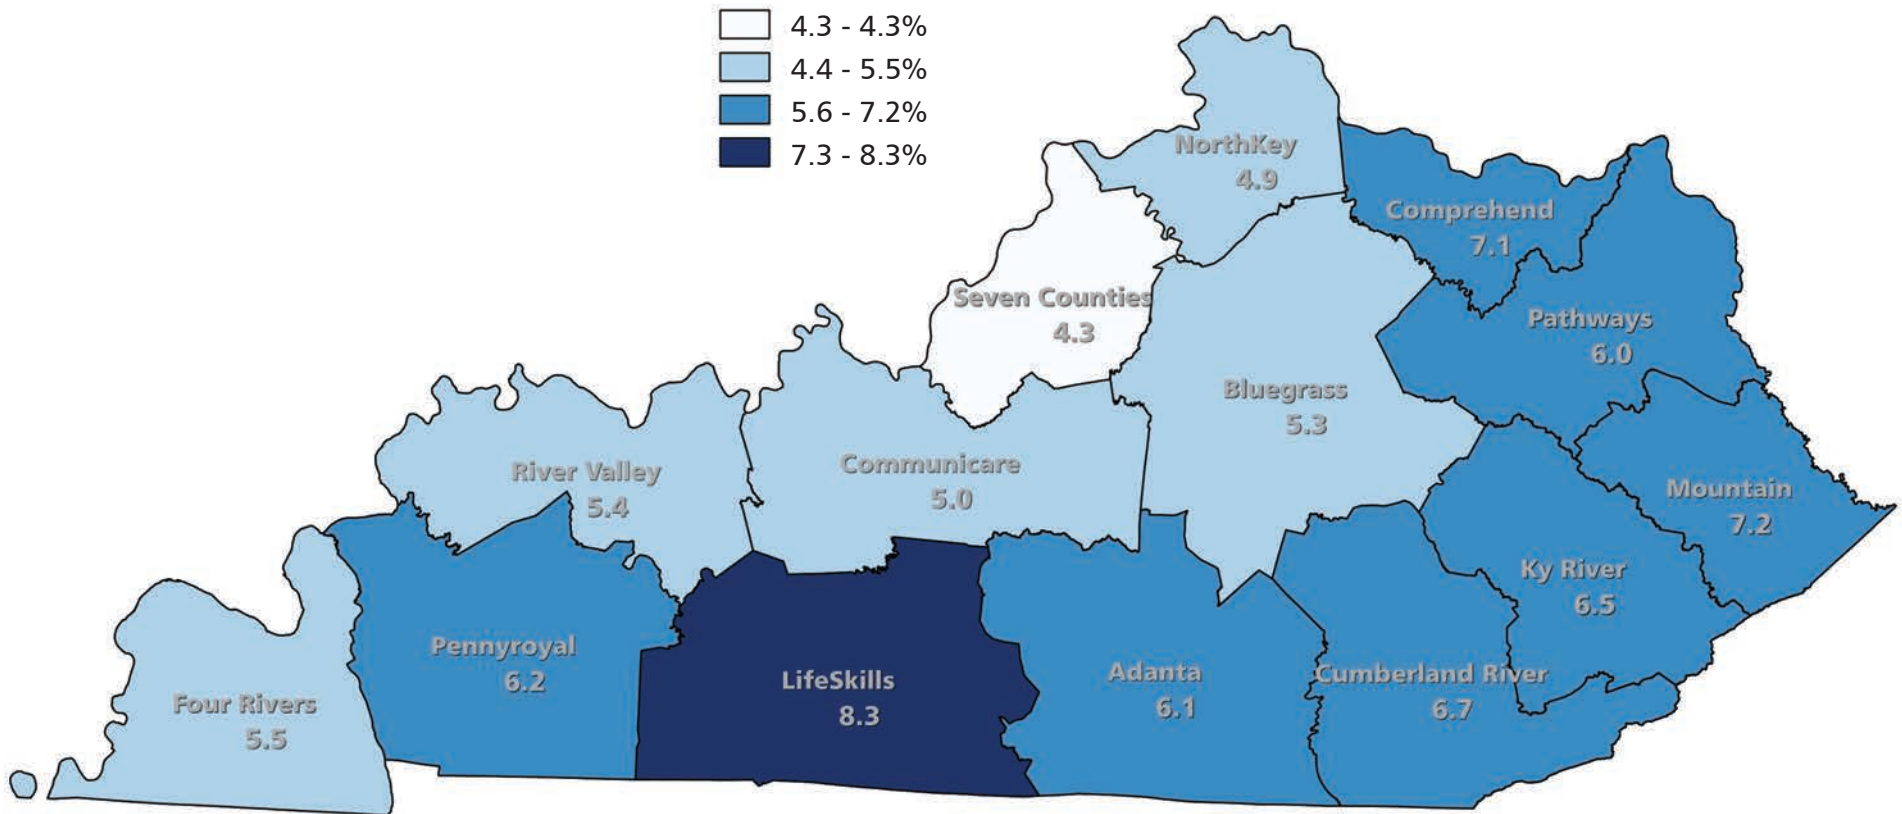 4.3 - 4.3%
4.4 - 5.5%
5.6 - 7.2%
7.3 - 8.3%
NorthKey
4.9
Comprehend
7.1
Seven Counties
4.3
Pathways
6.0
Bluegrass
5.3
River Valley
5.4
Communicare
5.0
Mountain
7.2
Ky River
6.5
Pennyroyal
6.2
LifeSkills
8.3
Adanta
6.1
Cumberland River
6.7
Four Rivers
5.5